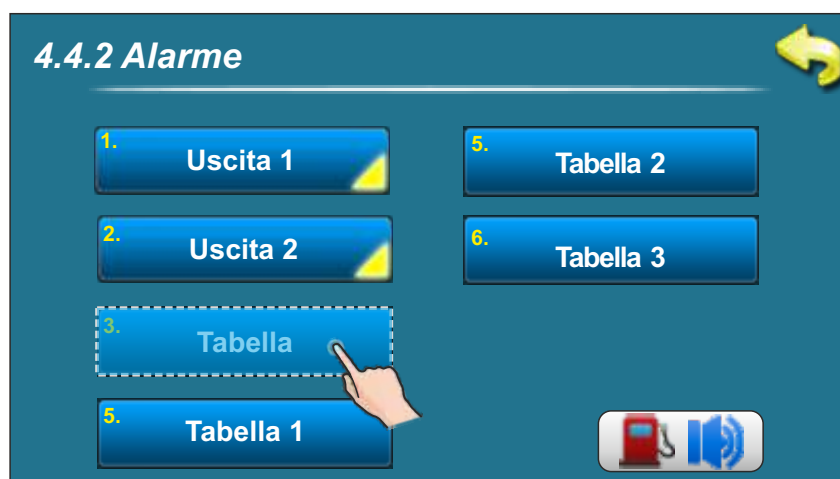 4.4.2 Alarme
1. Uscita 1
2. Uscita 2
3. Tabella
5. Tabella 1
5. Tabella 2
6. Tabella 3